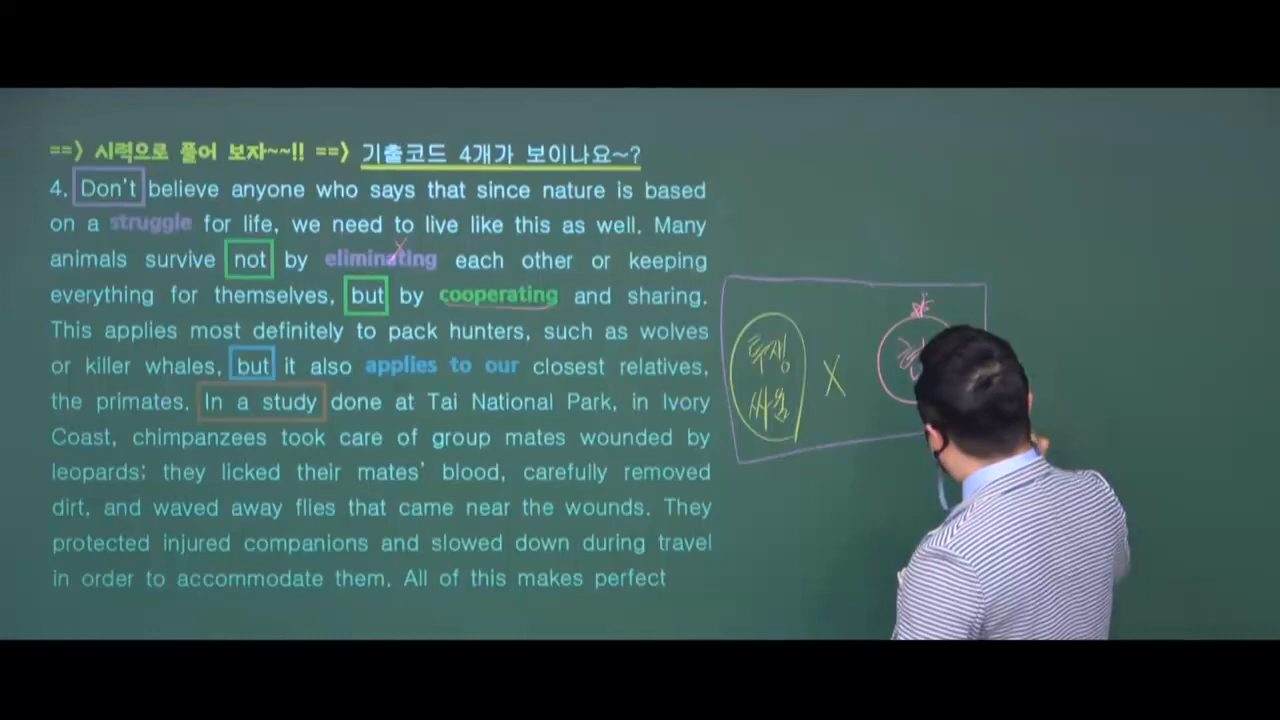 ==> 시력으로 풀어 보자~~!! ==> 기출코드 4개가 보이나요~?
4. Don't believe anyone who says that since nature is based
on a struggle for life, we need to live like this as well. Many
animals survive not by eliminating each other or keeping
everything for themselves, but by cooperating and sharing.
This applies most definitely to pack hunters, such as wolves
or killer whales, but it also applies to our closest relatives,
the primates. In a study done at Tai National Park, in Ivory
Coast, chimpanzees took care of group mates wounded by
leopards; they licked their mates' blood, carefully removed
dirt, and waved away flies that came near the wounds. They
protected injured companions and slowed down during travel
in order to accommodate them. All of this makes perfect
투쟁
싸움
X